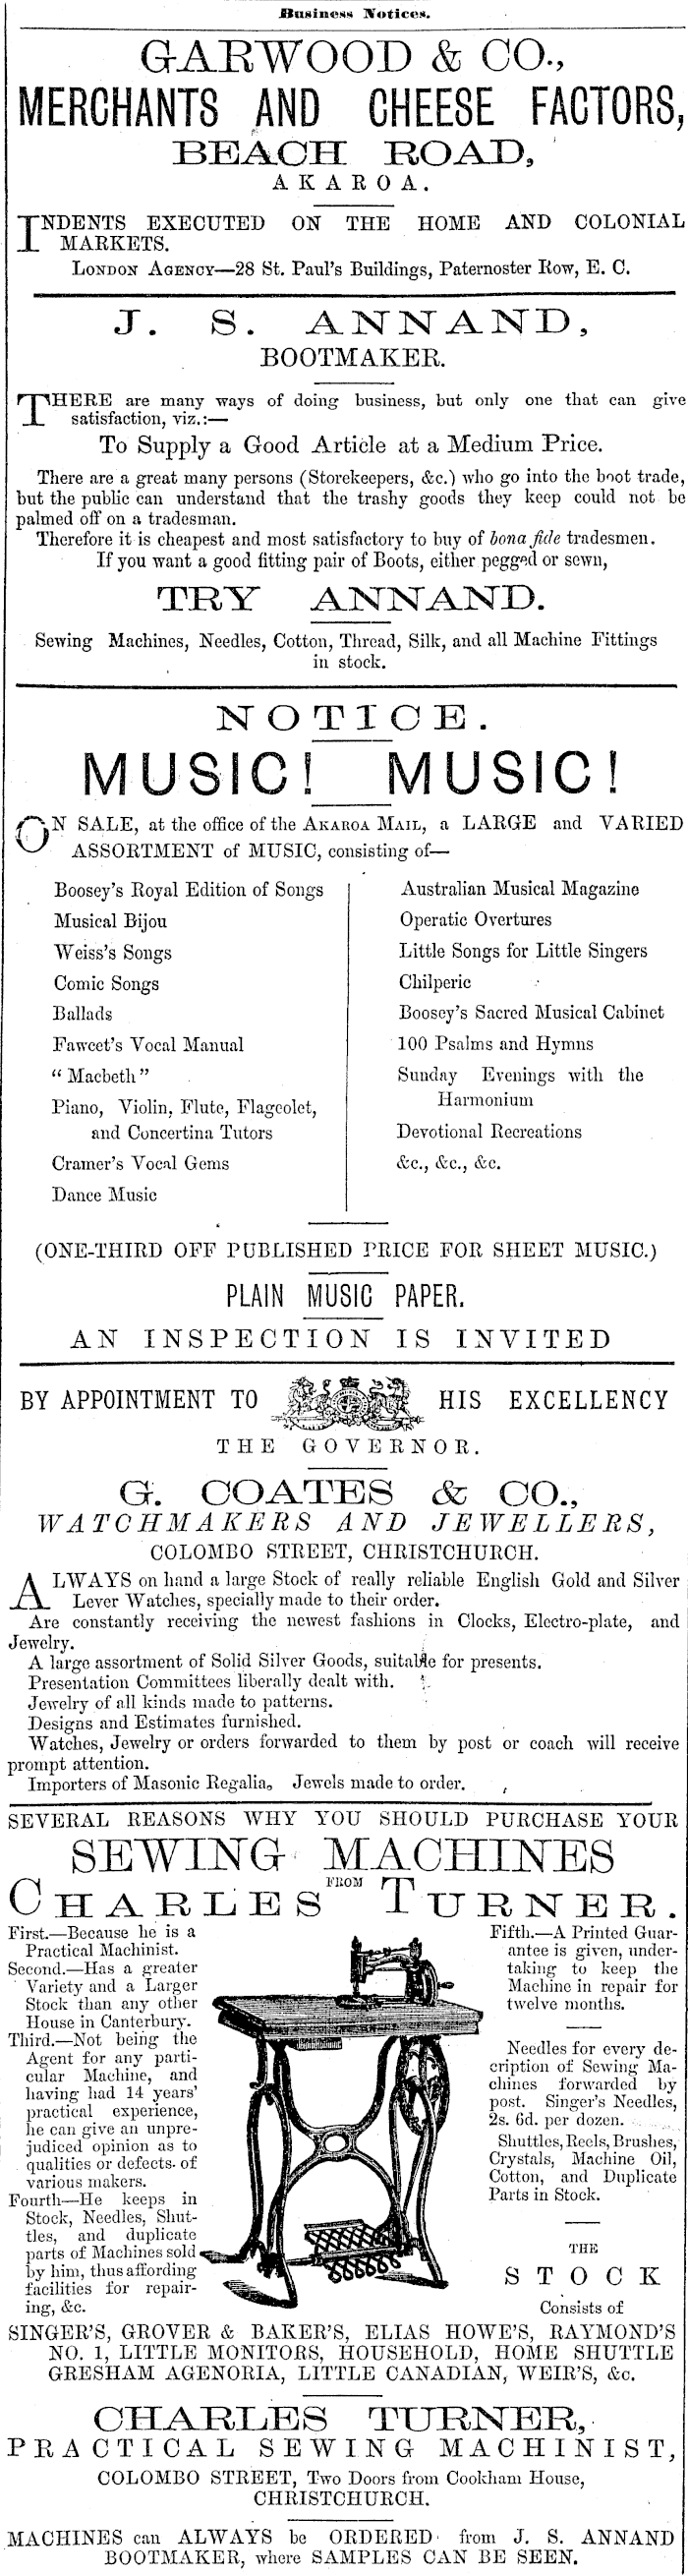 Business Notices.
GARWOOD & CO.,
MERCHANTS AND CHEESE FACTORS,
BEACH ROAD,
AKAROA.
INDENTS EXECUTED ON THE HOME AND COLONIAL
MARKETS.
LONDON AGENCY—28 St. Paul's Buildings, Paternoster Row, E. C.
J. S. ANNAND,
BOOTMAKER.
THERE are many ways of doing business, but only one that can give
satisfaction, viz.:—
To Supply a Good Article at a Medium Price.
There are a great many persons (Storekeepers, &c.) who go into the boot trade,
but the public can understand that the trashy goods they keep could not be
palmed off on a tradesman.
Therefore it is cheapest and most satisfactory to buy of bona fide tradesmen.
If you want a good fitting pair of Boots, either pegged or sewn,
TRY ANNAND.
Sewing Machines, Needles, Cotton, Thread, Silk, and all Machine Fittings
in stock.
NOTICE.
MUSIC! MUSIC!
ON SALE, at the office of the AKAROA MAIL, a LARGE and VARIED
ASSORTMENT of MUSIC, consisting of—
Boosey's Royal Edition of Songs
Musical Bijou
Weiss's Songs
Comic Songs
Ballads
Fawcet's Vocal Manual
"Macbeth"
Piano, Violin, Flute, Flageolet,
and Concertina Tutors
Cramer's Vocal Gems
Dance Music
Australian Musical Magazine
Operatic Overtures
Little Songs for Little Singers
Chilperic
Boosey's Sacred Musical Cabinet
100 Psalms and Hymns
Sunday Evenings with the
Harmonium
Devotional Recreations
&c., &c., &c.
(ONE-THIRD OFF PUBLISHED PRICE FOR SHEET MUSIC.)
PLAIN MUSIC PAPER.
AN INSPECTION IS INVITED
BY APPOINTMENT TO HIS EXCELLENCY
THE GOVERNOR.
G. COATES & CO.,
WATCHMAKERS AND JEWELLERS,
COLOMBO STREET, CHRISTCHURCH.
ALWAYS on hand a large Stock of really reliable English Gold and Silver
Lever Watches, specially made to their order.
Are constantly receiving the newest fashions in Clocks, Electro-plate, and
Jewelry.
A large assortment of Solid Silver Goods, suitable for presents.
Presentation Committees liberally dealt with.
Jewelry of all kinds made to patterns.
Designs and Estimates furnished.
Watches, Jewelry or orders forwarded to them by post or coach will receive
prompt attention.
Importers of Masonic Regalia, Jewels made to order.
SEVERAL REASONS WHY YOU SHOULD PURCHASE YOUR
SEWING MACHINES
FROM
CHARLES TURNER.
First.—Because he is a
Practical Machinist.
Second.—Has a greater
Variety and a Larger
Stock than any other
House in Canterbury.
Third.—Not being the
Agent for any parti-
cular Machine, and
having had 14 years'
practical experience,
he can give an unpre-
judiced opinion as to
qualities or defects of
various makers.
Fourth—He keeps in
Stock, Needles, Shut-
tles, and duplicate
parts of Machines sold
by him, thus affording
facilities for repair-
ing, &c.
Fifth.—A Printed Guar-
antee is given, under-
taking to keep the
Machine in repair for
twelve months.
Needles for every de-
cription of Sewing Ma-
chines forwarded by
post. Singer's Needles,
2s. 6d. per dozen.
Shuttles, Reels, Brushes,
Crystals, Machine Oil,
Cotton, and Duplicate
Parts in Stock.
THE
STOCK
Consists of
SINGER'S, GROVER & BAKER'S, ELIAS HOWE'S, RAYMOND'S
NO. 1, LITTLE MONITORS, HOUSEHOLD, HOME SHUTTLE
GRESHAM AGENORIA, LITTLE CANADIAN, WEIR'S, &c.
CHARLES TURNER,
PRACTICAL SEWING MACHINIST,
COLOMBO STREET, Two Doors from Cookham House,
CHRISTCHURCH.
MACHINES can ALWAYS be ORDERED from J. S. ANNAND
BOOTMAKER, where SAMPLES CAN BE SEEN.